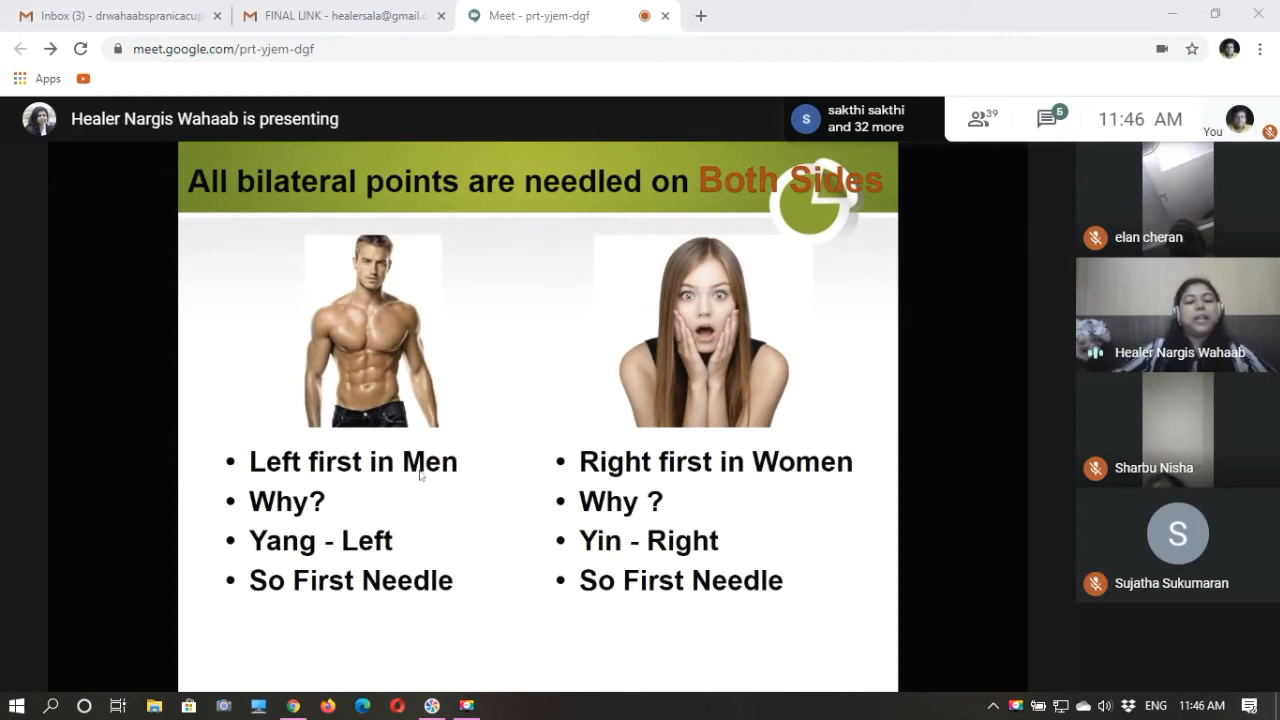 Inbox (3) - drwahaabspranicacup
FINAL LINK - healersala@gmail.c
Meet - prt-yjem-dgf
meet.google.com/prt-yjem-dgf
Apps
Healer Nargis Wahaab is presenting
S
sakthi sakthi
and 32 more
39
5
11:46 AM
You
All bilateral points are needled on Both Sides
• Left first in Men
• Why?
• Yang - Left
• So First Needle
• Right first in Women
• Why ?
• Yin - Right
• So First Needle
elan cheran
Healer Nargis Wahaab
Sharbu Nisha
S
Sujatha Sukumaran
ENG
11:46 AM